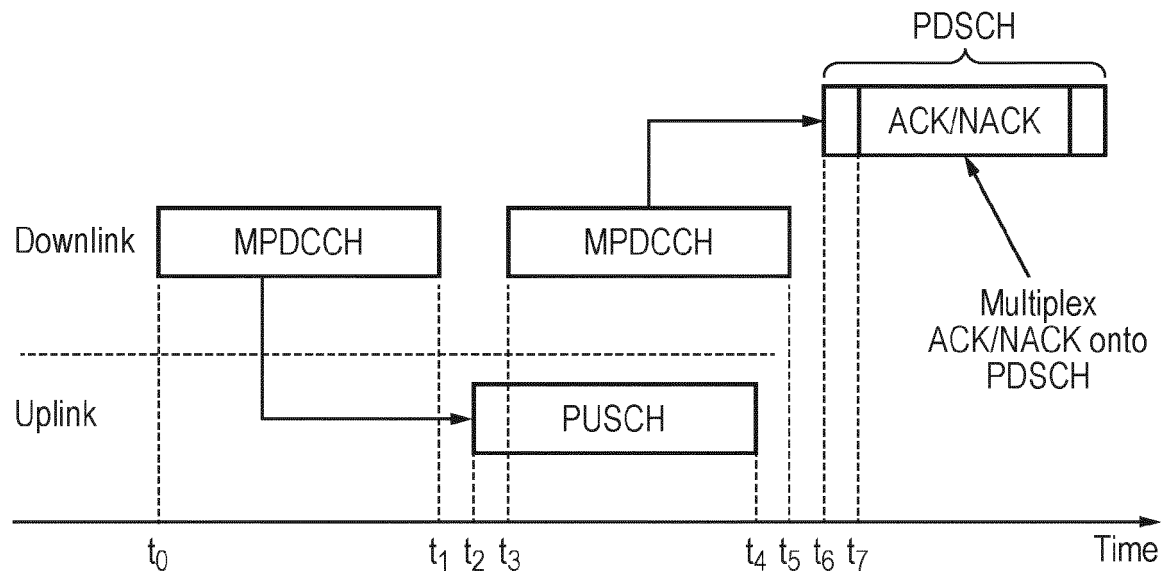 PDSCH
ACK/NACK
Downlink
MPDCCH
MPDCCH
Multiplex
ACK/NACK onto
PDSCH
Uplink
PUSCH
t0
t1
t2
t3
t4
t5
t6
t7
Time